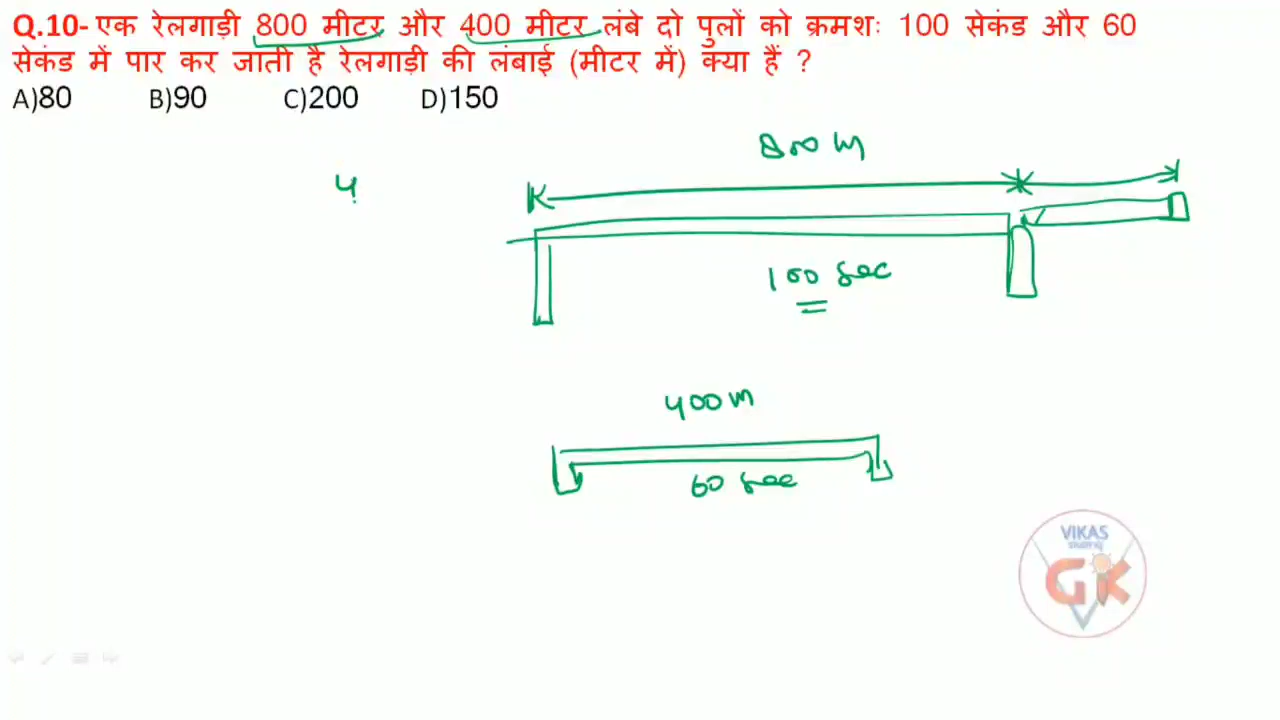 Q.10- एक रेलगाड़ी 800 मीटर और 400 मीटर लंबे दो पुलों को क्रमशः 100 सेकंड और 60
सेकंड में पार कर जाती है रेलगाड़ी की लंबाई (मीटर में) क्या हैं ?
A)80 B)90 C)200 D)150
800 m
100 sec
400 m
60 sec
VIKAS
GK